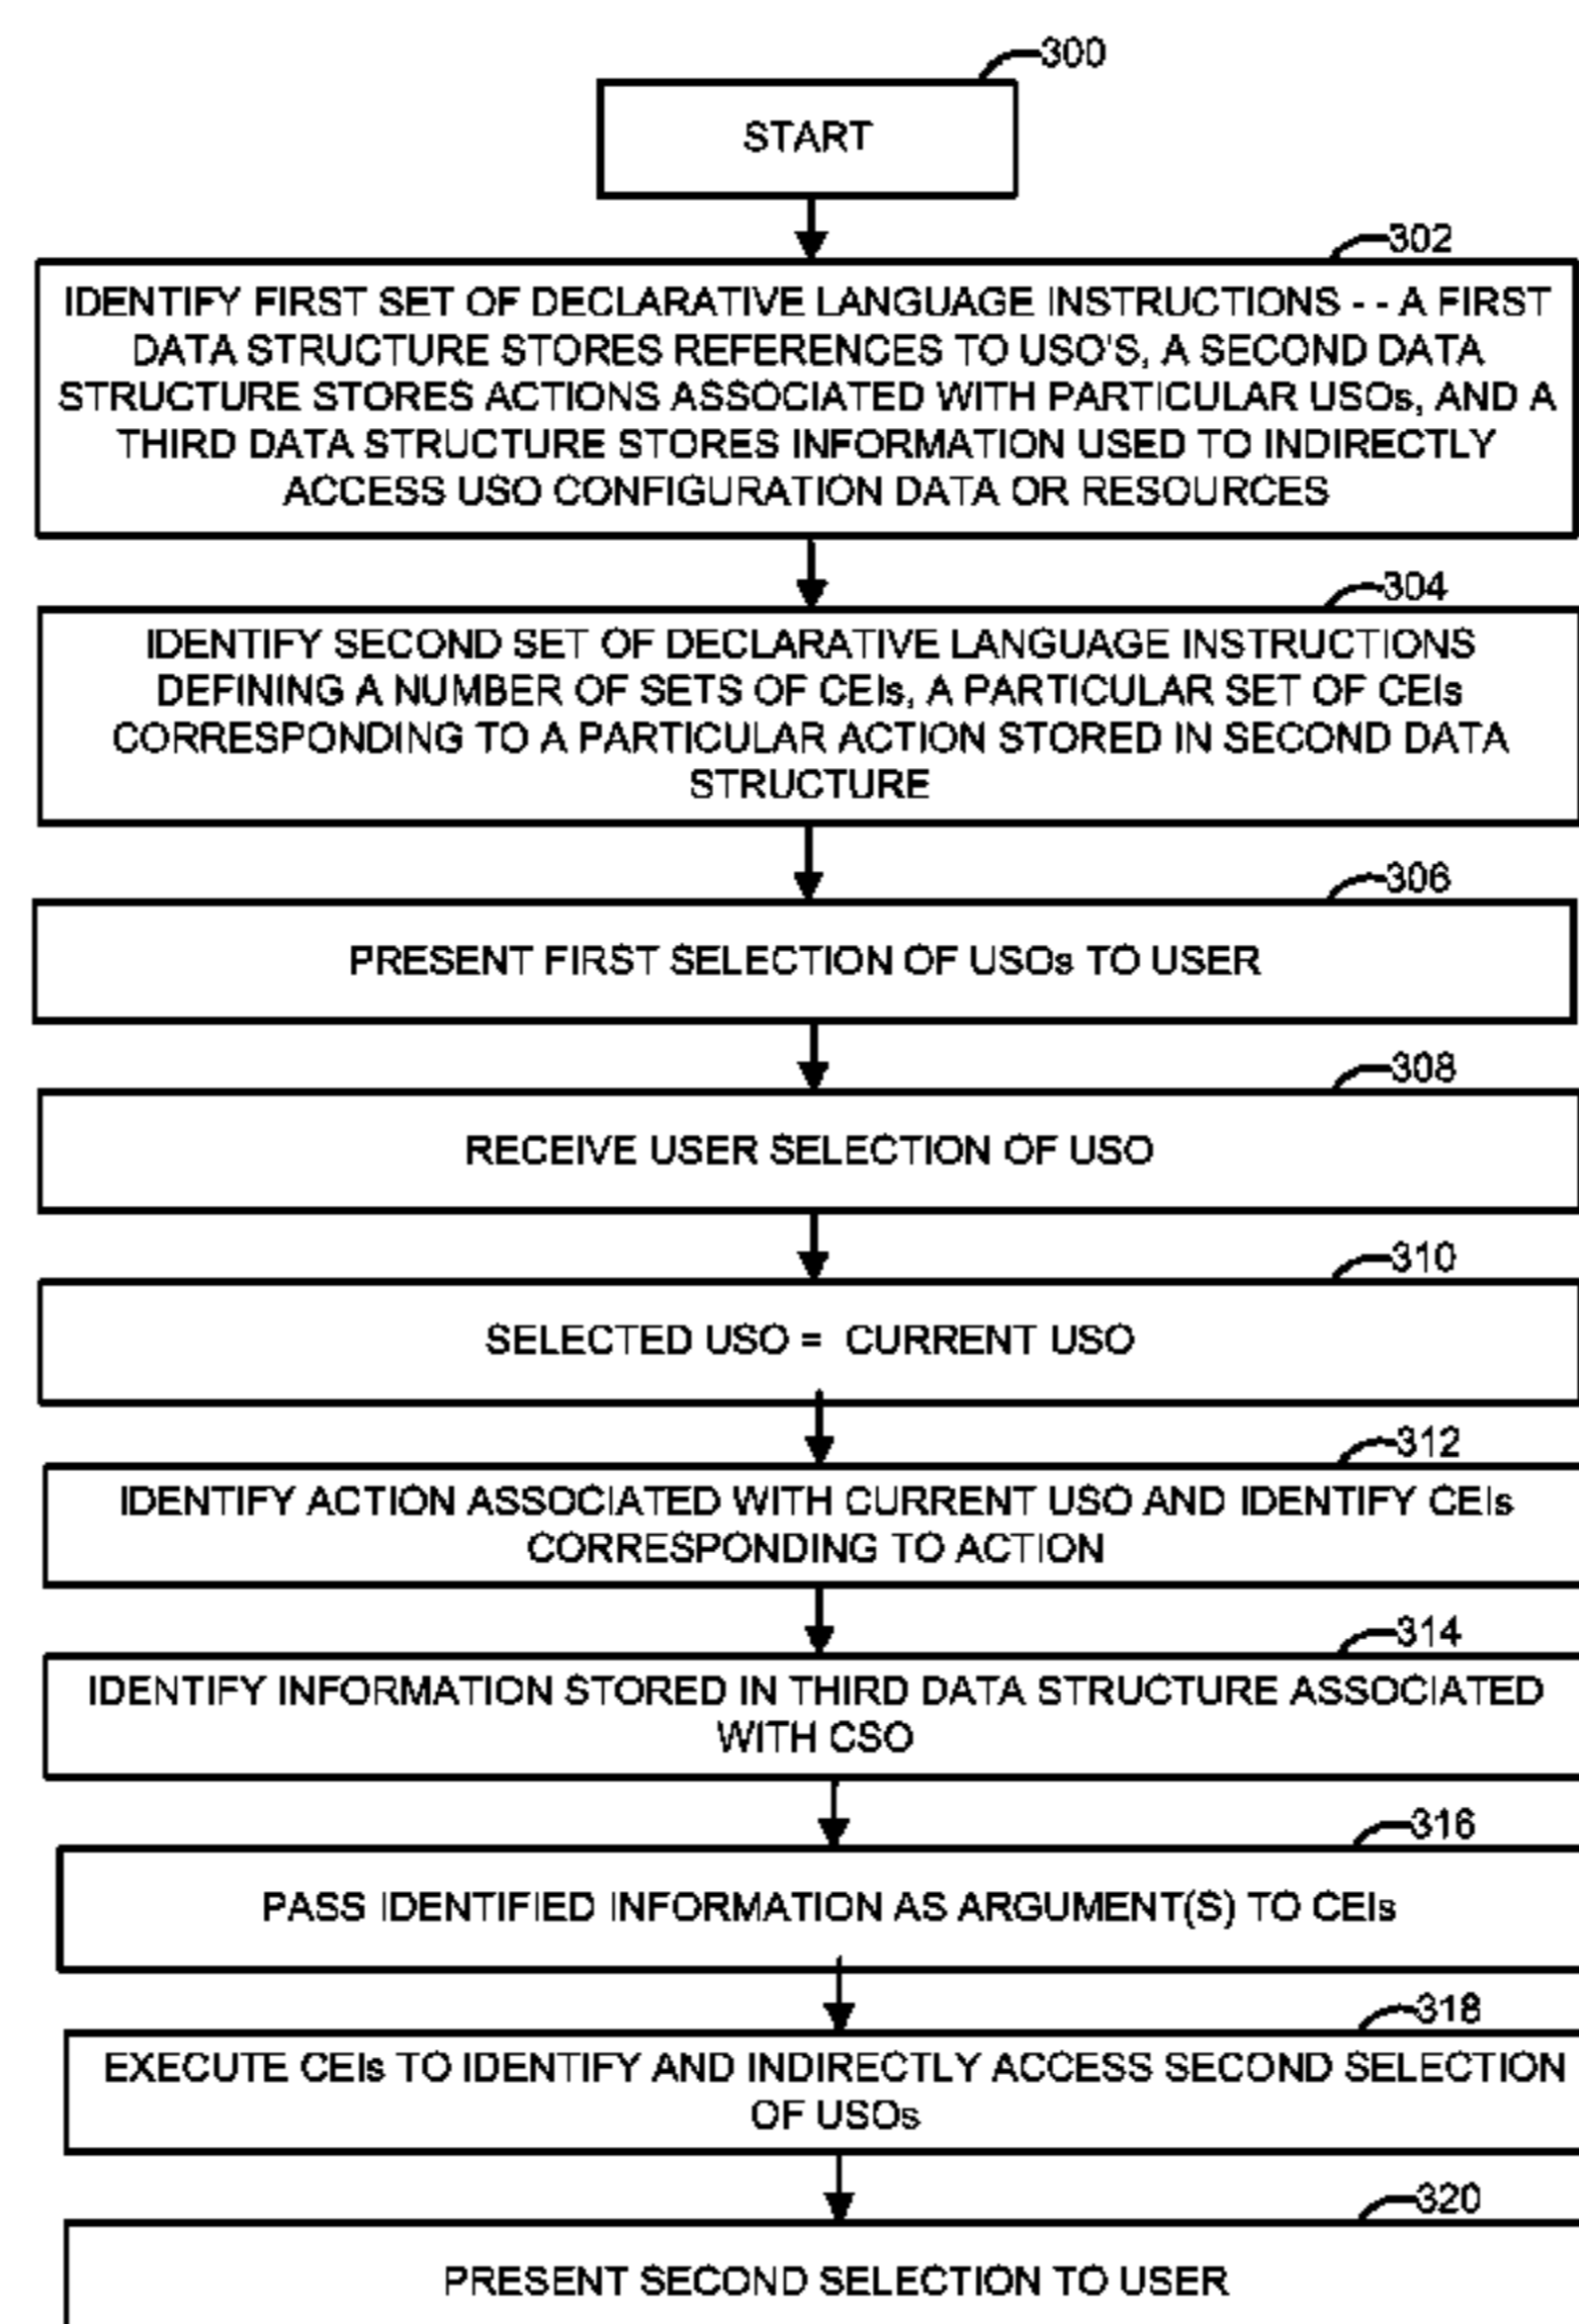 300
START
302
IDENTIFY FIRST SET OF DECLARATIVE LANGUAGE INSTRUCTIONS - - A FIRST
DATA STRUCTURE STORES REFERENCES TO USO'S, A SECOND DATA
STRUCTURE STORES ACTIONS ASSOCIATED WITH PARTICULAR USOs, AND A
THIRD DATA STRUCTURE STORES INFORMATION USED TO INDIRECTLY
ACCESS USO CONFIGURATION DATA OR RESOURCES
304
IDENTIFY SECOND SET OF DECLARATIVE LANGUAGE INSTRUCTIONS
DEFINING A NUMBER OF SETS OF CEIs, A PARTICULAR SET OF CEIs
CORRESPONDING TO A PARTICULAR ACTION STORED IN SECOND DATA
STRUCTURE
306
PRESENT FIRST SELECTION OF USOs TO USER
308
RECEIVE USER SELECTION OF USO
310
SELECTED USO = CURRENT USO
312
IDENTIFY ACTION ASSOCIATED WITH CURRENT USO AND IDENTIFY CEIs
CORRESPONDING TO ACTION
314
IDENTIFY INFORMATION STORED IN THIRD DATA STRUCTURE ASSOCIATED
WITH CSO
316
PASS IDENTIFIED INFORMATION AS ARGUMENT(S) TO CEIs
318
EXECUTE CEIs TO IDENTIFY AND INDIRECTLY ACCESS SECOND SELECTION
OF USOs
320
PRESENT SECOND SELECTION TO USER